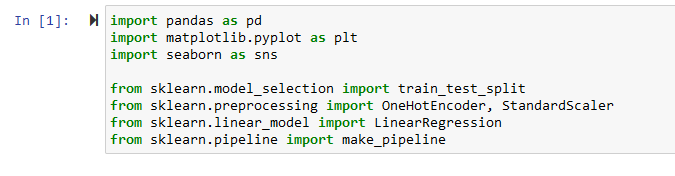 In [1]:
import pandas as pd
import matplotlib.pyplot as plt
import seaborn as sns
from sklearn.model_selection import train_test_split
from sklearn.preprocessing import OneHotEncoder, StandardScaler
from sklearn.linear_model import LinearRegression
from sklearn.pipeline import make_pipeline